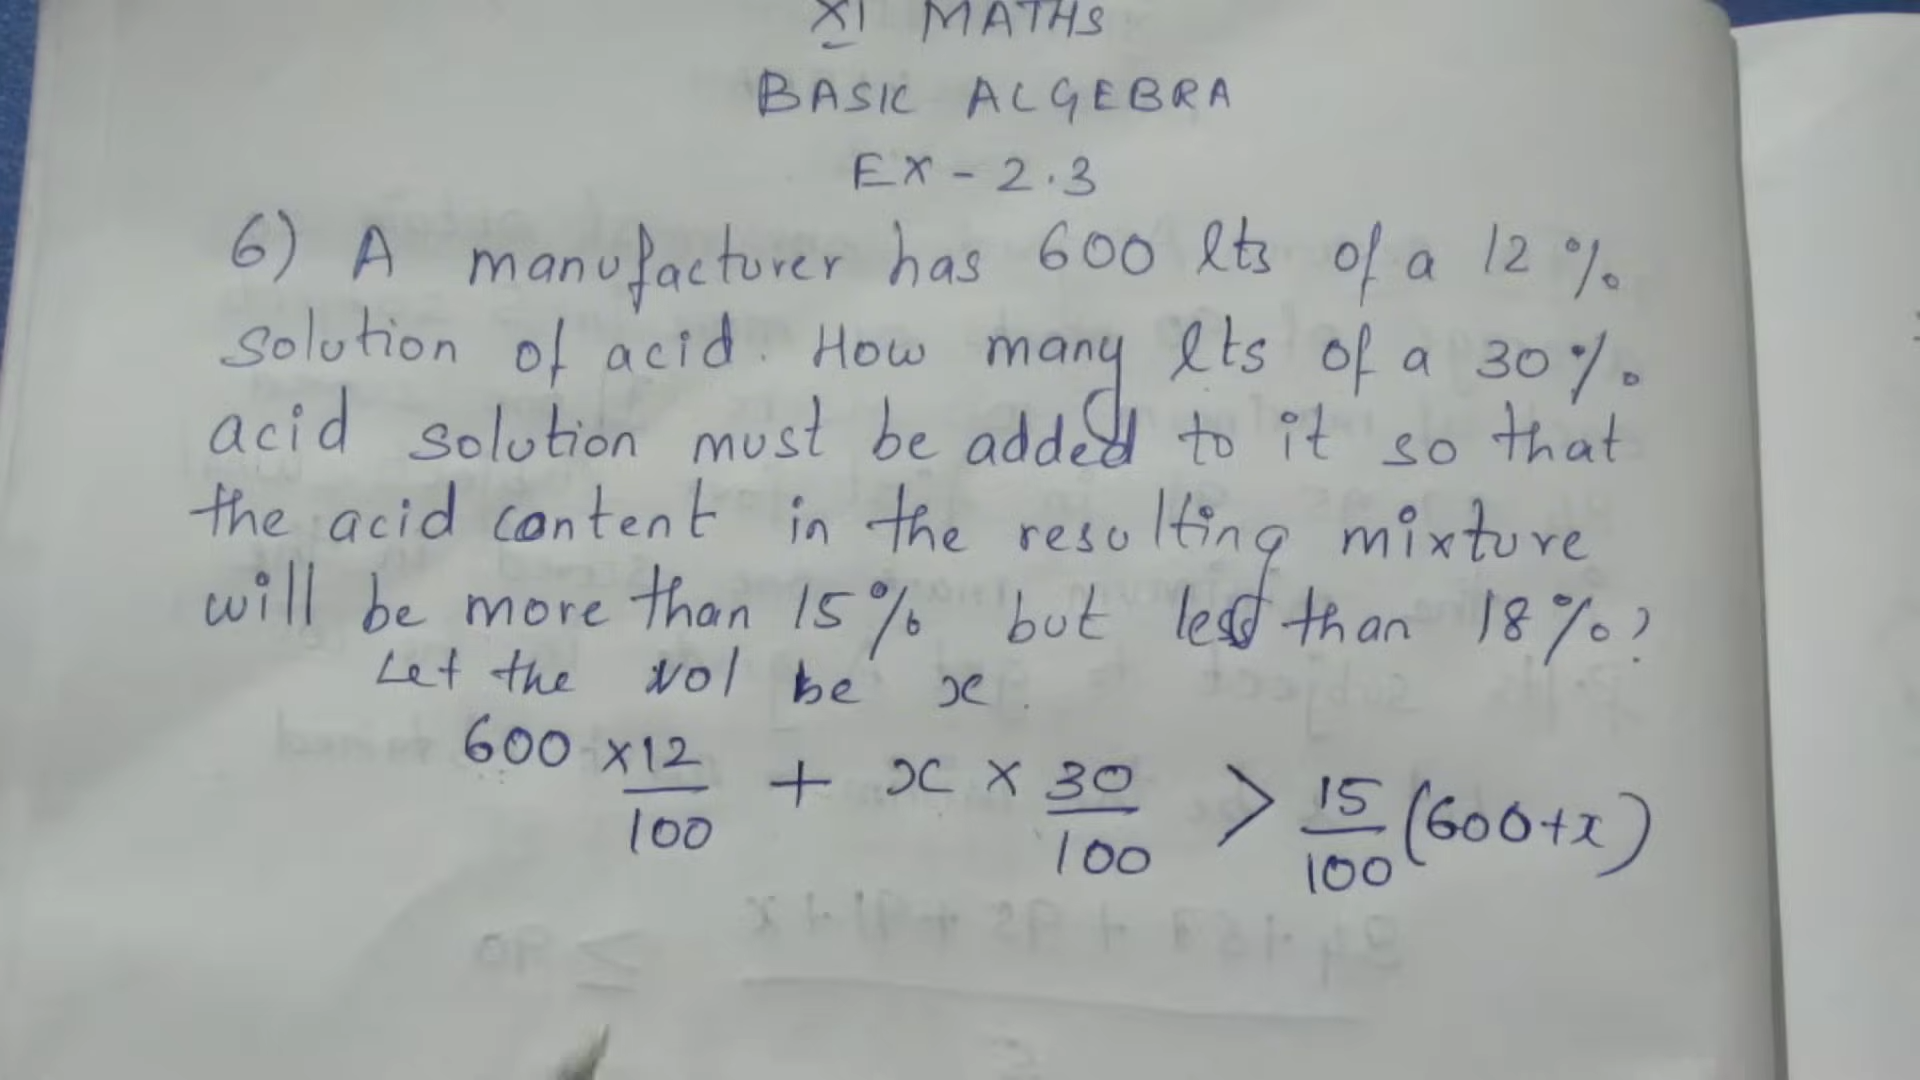 XI MATHS
BASIC ALGEBRA
EX - 2.3
6) A manufacturer has 600 lts of a 12 %
solution of acid. How many lts of a 30 %
acid solution must be added to it so that
the acid content in the resulting mixture
will be more than 15 % but less than 18 %?
Let the vol be x.
600 × 12/100 + x × 30/100 > 15/100 (600+x)